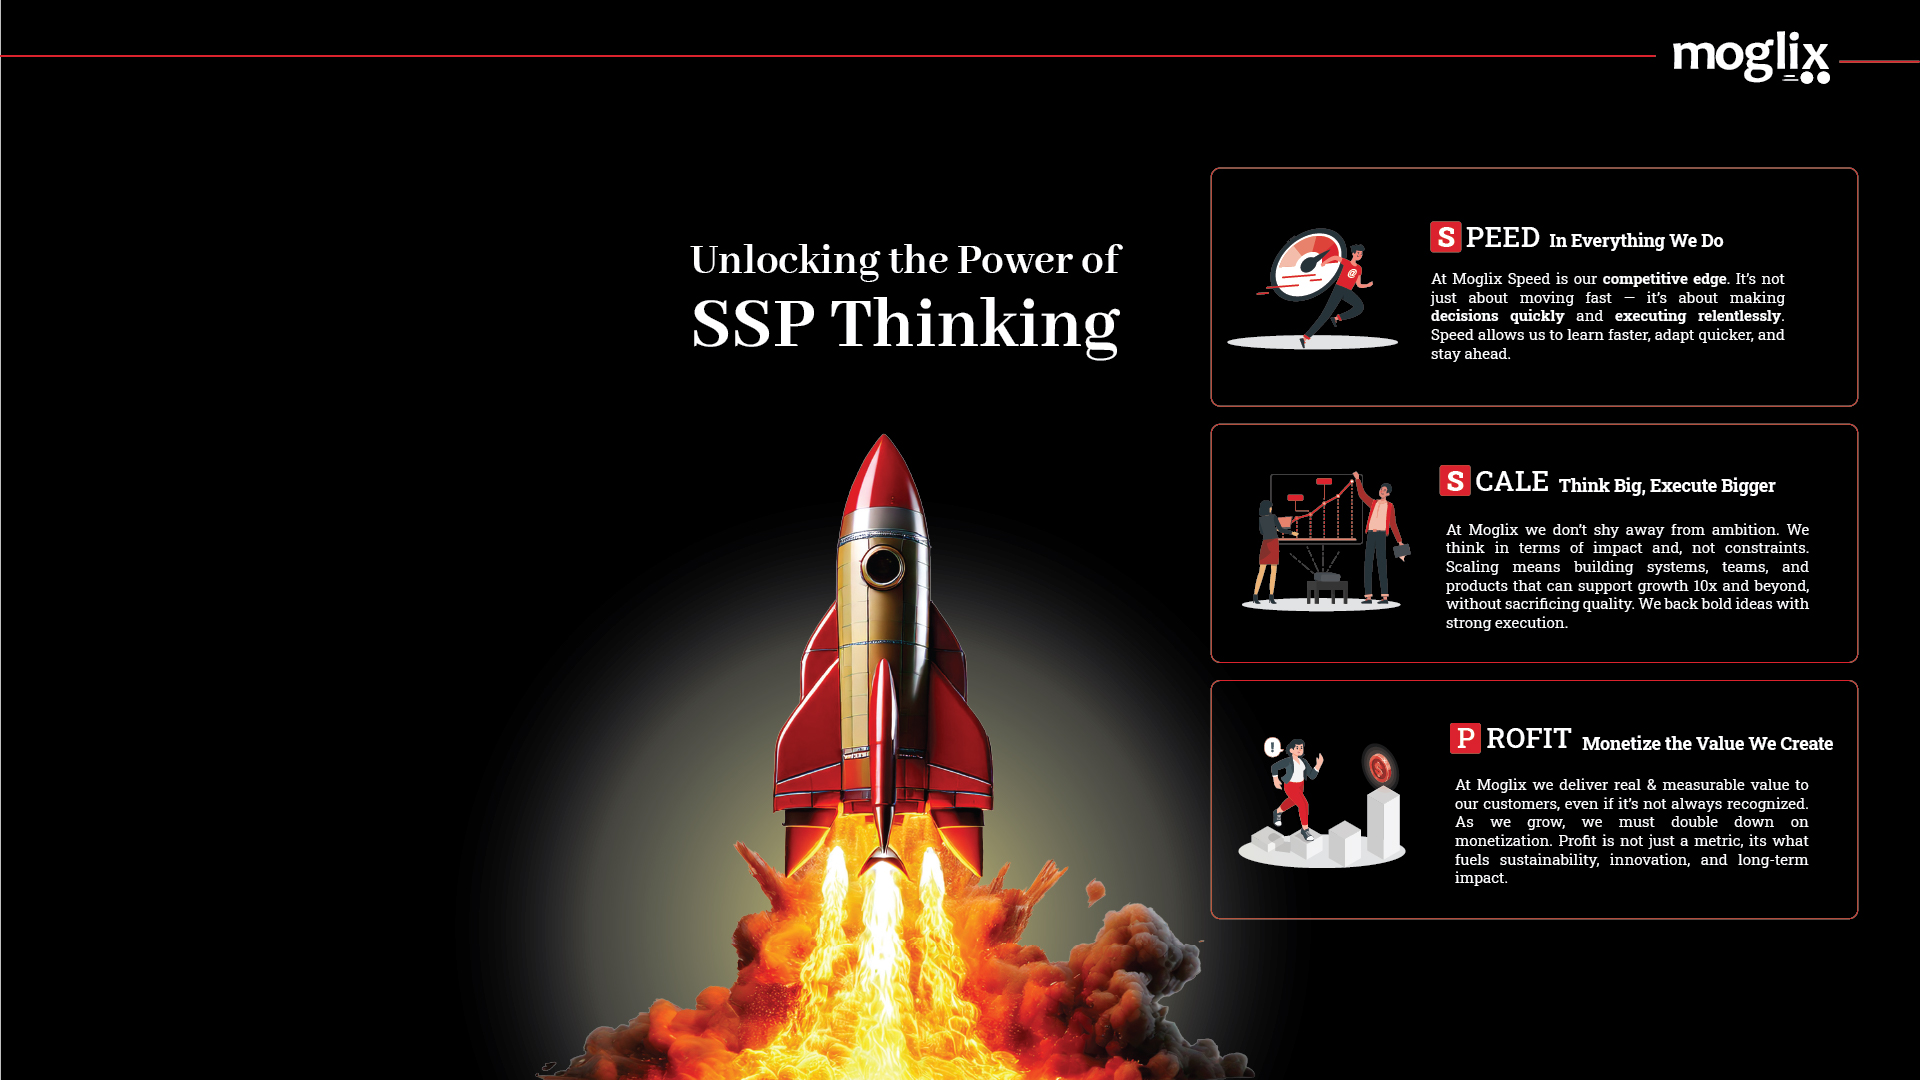 moglix
Unlocking the Power of
SSP Thinking
SPEED In Everything We Do
At Moglix Speed is our competitive edge. It's not
just about moving fast — it's about making
decisions quickly and executing relentlessly.
Speed allows us to learn faster, adapt quicker, and
stay ahead.
SCALE Think Big, Execute Bigger
At Moglix we don't shy away from ambition. We
think in terms of impact and, not constraints.
Scaling means building systems, teams, and
products that can support growth 10x and beyond,
without sacrificing quality. We back bold ideas with
strong execution.
PROFIT Monetize the Value We Create
At Moglix we deliver real & measurable value to
our customers, even if it's not always recognized.
As we grow, we must double down on
monetization. Profit is not just a metric, its what
fuels sustainability, innovation, and long-term
impact.